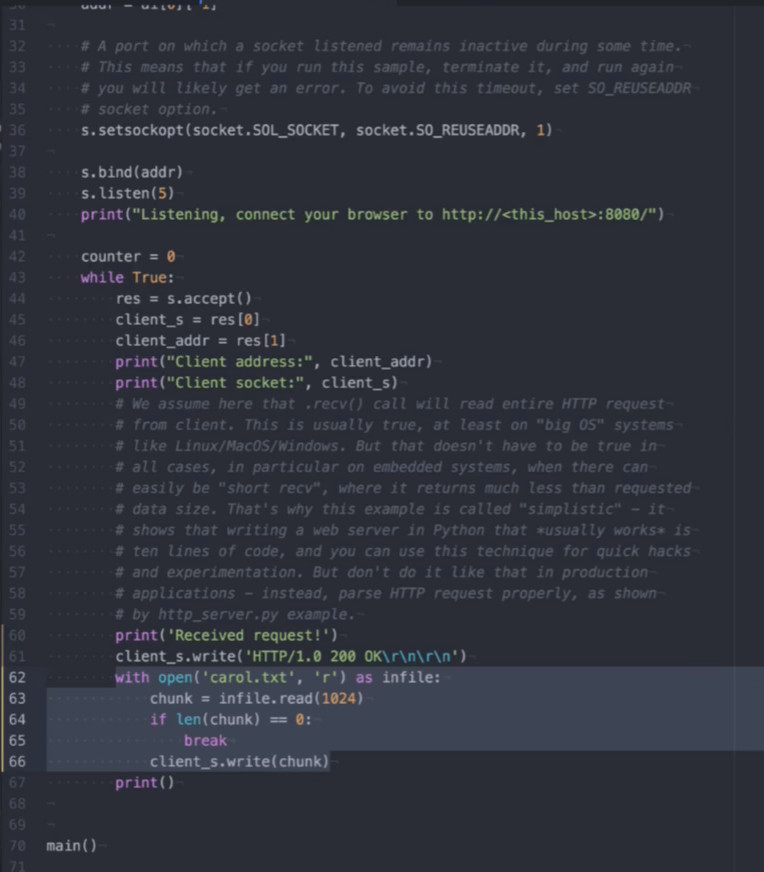 31
32 # A port on which a socket listened remains inactive during some time.
33 # This means that if you run this sample, terminate it, and run again
34 # you will likely get an error. To avoid this timeout, set SO_REUSEADDR
35 # socket option.
36 s.setsockopt(socket.SOL_SOCKET, socket.SO_REUSEADDR, 1)
37
38 s.bind(addr)
39 s.listen(5)
40 print("Listening, connect your browser to http://<this_host>:8080/")
41
42 counter = 0
43 while True:
44 res = s.accept()
45 client_s = res[0]
46 client_addr = res[1]
47 print("Client address:", client_addr)
48 print("Client socket:", client_s)
49 # We assume here that .recv() call will read entire HTTP request
50 # from client. This is usually true, at least on "big OS" systems
51 # like Linux/MacOS/Windows. But that doesn't have to be true in
52 # all cases, in particular on embedded systems, when there can
53 # easily be "short recv", where it returns much less than requested
54 # data size. That's why this example is called "simplistic" - it
55 # shows that writing a web server in Python that *usually works* is
56 # ten lines of code, and you can use this technique for quick hacks
57 # and experimentation. But don't do it like that in production
58 # applications - instead, parse HTTP request properly, as shown
59 # by http_server.py example.
60 print('Received request!')
61 client_s.write('HTTP/1.0 200 OK\r\n\r\n')
62 with open('carol.txt', 'r') as infile:
63 chunk = infile.read(1024)
64 if len(chunk) == 0:
65 break
66 client_s.write(chunk)
67 print()
68
69
70 main()
71